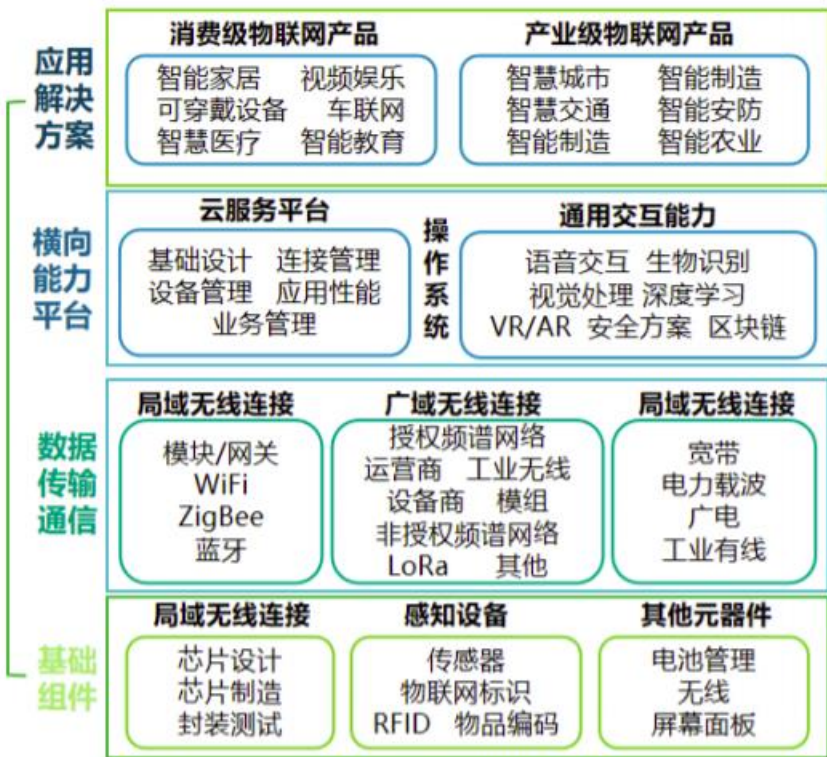 应用
解决
方案
消费级物联网产品
智能家居 视频娱乐
可穿戴设备 车联网
智慧医疗 智能教育
产业级物联网产品
智慧城市 智能制造
智慧交通 智能安防
智能制造 智能农业
横向
能力
平台
云服务平台
基础设计 连接管理
设备管理 应用性能
业务管理
操
作
系
统
通用交互能力
语音交互 生物识别
视觉处理 深度学习
VR/AR 安全方案 区块链
数据
传输
通信
局域无线连接
模块/网关
WiFi
ZigBee
蓝牙
广域无线连接
授权频谱网络
运营商 工业无线
设备商 模组
非授权频谱网络
LoRa 其他
局域无线连接
宽带
电力载波
广电
工业有线
基础
组件
局域无线连接
芯片设计
芯片制造
封装测试
感知设备
传感器
物联网标识
RFID 物品编码
其他元器件
电池管理
无线
屏幕面板